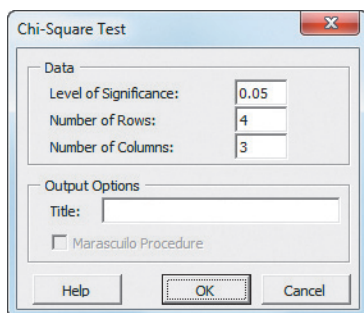 Chi-Square Test
Data
Level of Significance: 0.05
Number of Rows: 4
Number of Columns: 3
Output Options
Title:
Marascuilo Procedure
Help OK Cancel